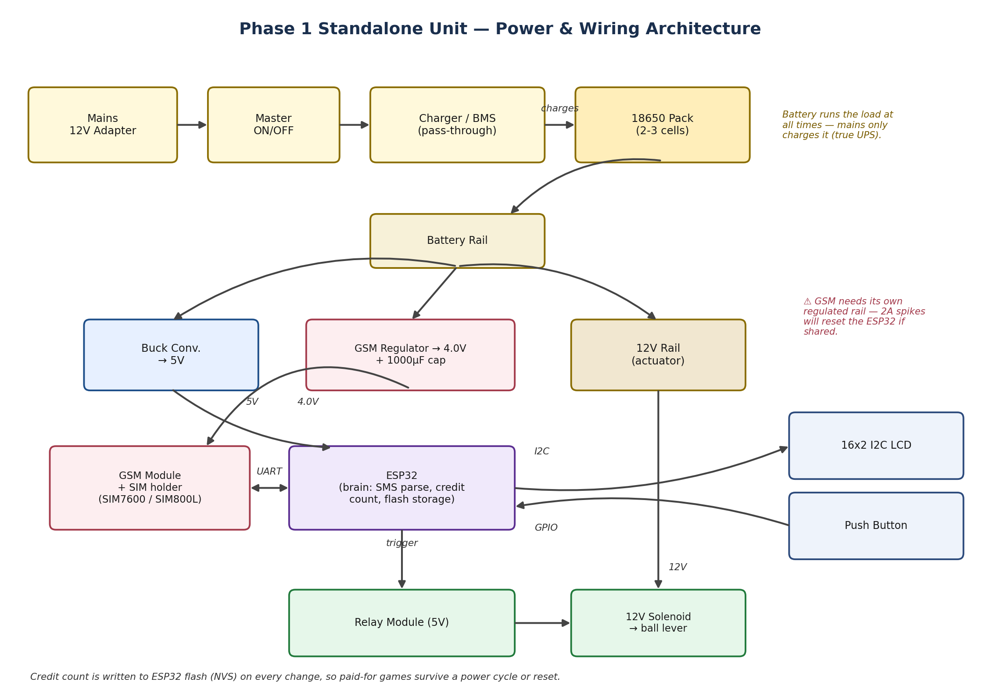 Phase 1 Standalone Unit — Power & Wiring Architecture
Mains
12V Adapter
Master
ON/OFF
Charger / BMS
(pass-through)
charges
18650 Pack
(2-3 cells)
Battery runs the load at
all times — mains only
charges it (true UPS).
Battery Rail
⚠ GSM needs its own
regulated rail — 2A spikes
will reset the ESP32 if
shared.
Buck Conv.
→ 5V
GSM Regulator → 4.0V
+ 1000µF cap
12V Rail
(actuator)
5V
4.0V
GSM Module
+ SIM holder
(SIM7600 / SIM800L)
UART
ESP32
(brain: SMS parse, credit
count, flash storage)
I2C
16x2 I2C LCD
GPIO
Push Button
trigger
12V
Relay Module (5V)
12V Solenoid
→ ball lever
Credit count is written to ESP32 flash (NVS) on every change, so paid-for games survive a power cycle or reset.